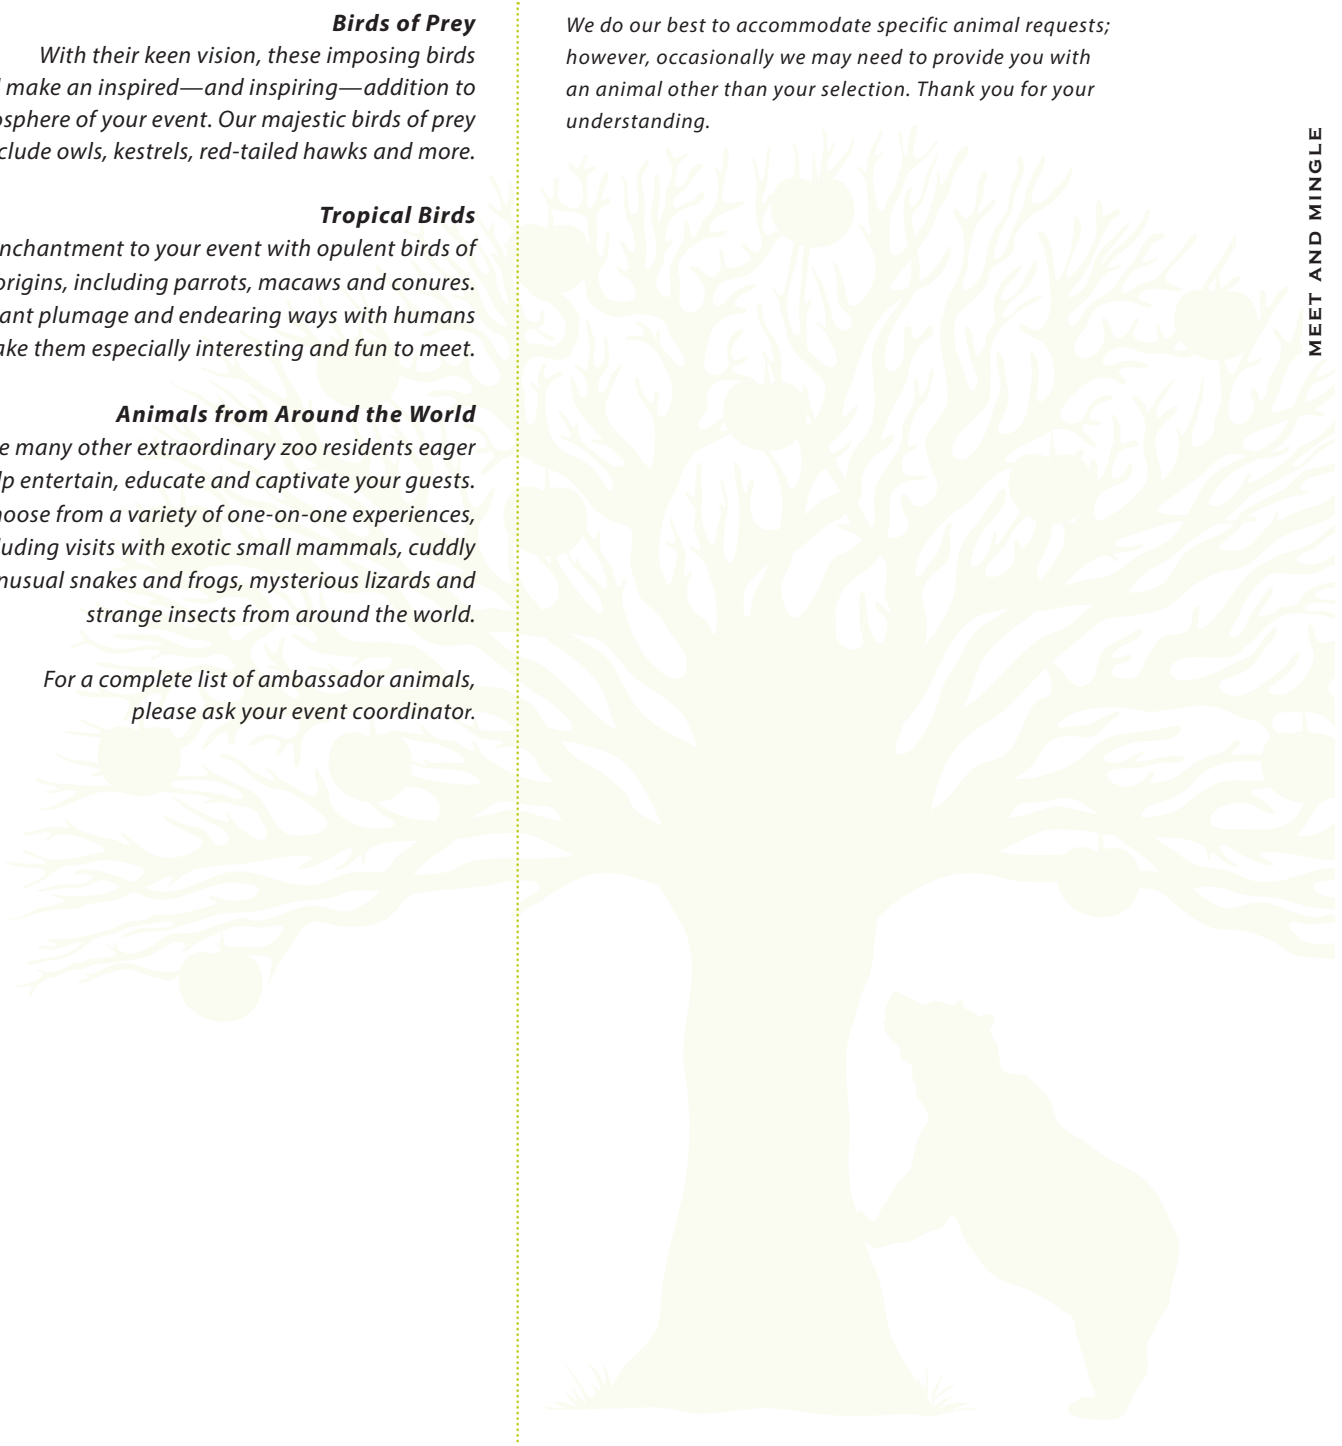 Birds of Prey
With their keen vision, these imposing birds
make an inspired—and inspiring—addition to
of your event. Our majestic birds of prey
owls, kestrels, red-tailed hawks and more.
Tropical Birds
to your event with opulent birds of
origins, including parrots, macaws and conures.
plumage and endearing ways with humans
them especially interesting and fun to meet.
Animals from Around the World
many other extraordinary zoo residents eager
entertain, educate and captivate your guests.
from a variety of one-on-one experiences,
visits with exotic small mammals, cuddly
snakes and frogs, mysterious lizards and
strange insects from around the world.
For a complete list of ambassador animals,
please ask your event coordinator.
We do our best to accommodate specific animal requests;
however, occasionally we may need to provide you with
an animal other than your selection. Thank you for your
understanding.
MEET AND MINGLE